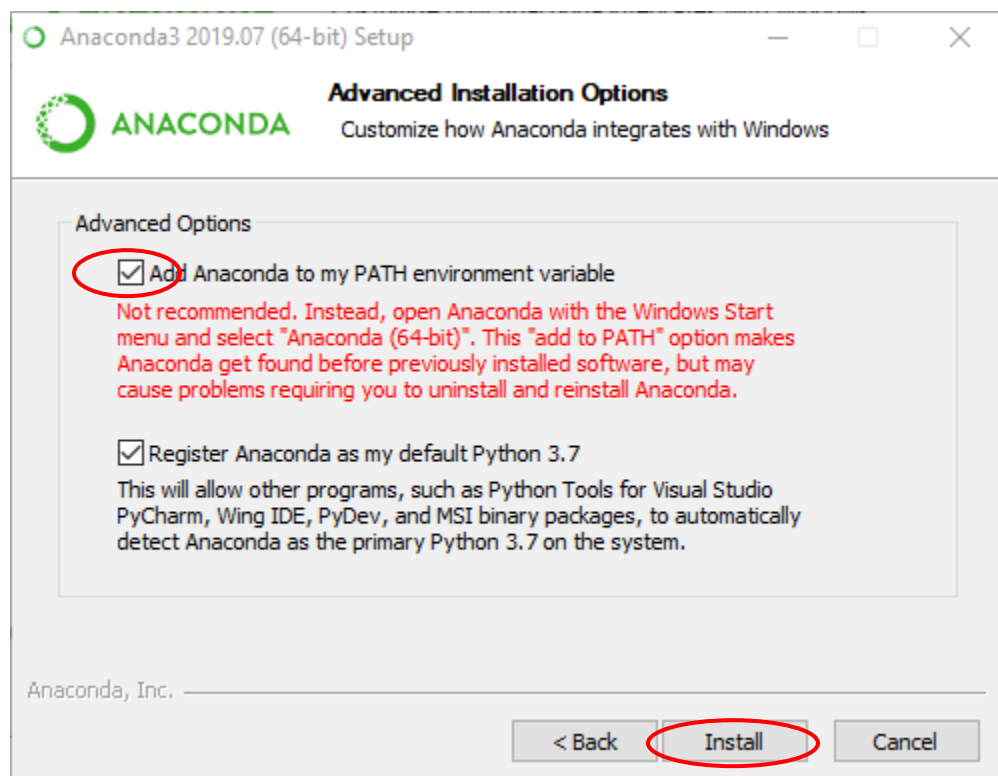 Anaconda3 2019.07 (64-bit) Setup
ANACONDA
Advanced Installation Options
Customize how Anaconda integrates with Windows
Advanced Options
Add Anaconda to my PATH environment variable
Not recommended. Instead, open Anaconda with the Windows Start
menu and select "Anaconda (64-bit)". This "add to PATH" option makes
Anaconda get found before previously installed software, but may
cause problems requiring you to uninstall and reinstall Anaconda.
Register Anaconda as my default Python 3.7
This will allow other programs, such as Python Tools for Visual Studio
PyCharm, Wing IDE, PyDev, and MSI binary packages, to automatically
detect Anaconda as the primary Python 3.7 on the system.
Anaconda, Inc.
< Back Install Cancel